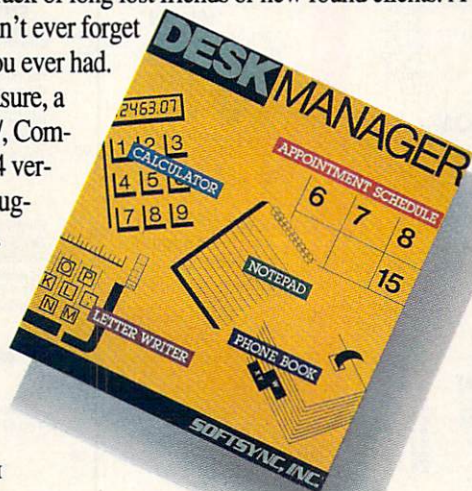 n't ever forget
ou ever had.
sure, a
, Com-
4 ver-
ug-
DESK MANAGER
2463.07
1 2 3
4 5 6
7 8 9
CALCULATOR
APPOINTMENT SCHEDULE
6 7 8
15
NOTEPAD
O P
K L
N M
LETTER WRITER
PHONE BOOK
SOFTSYNC, INC.